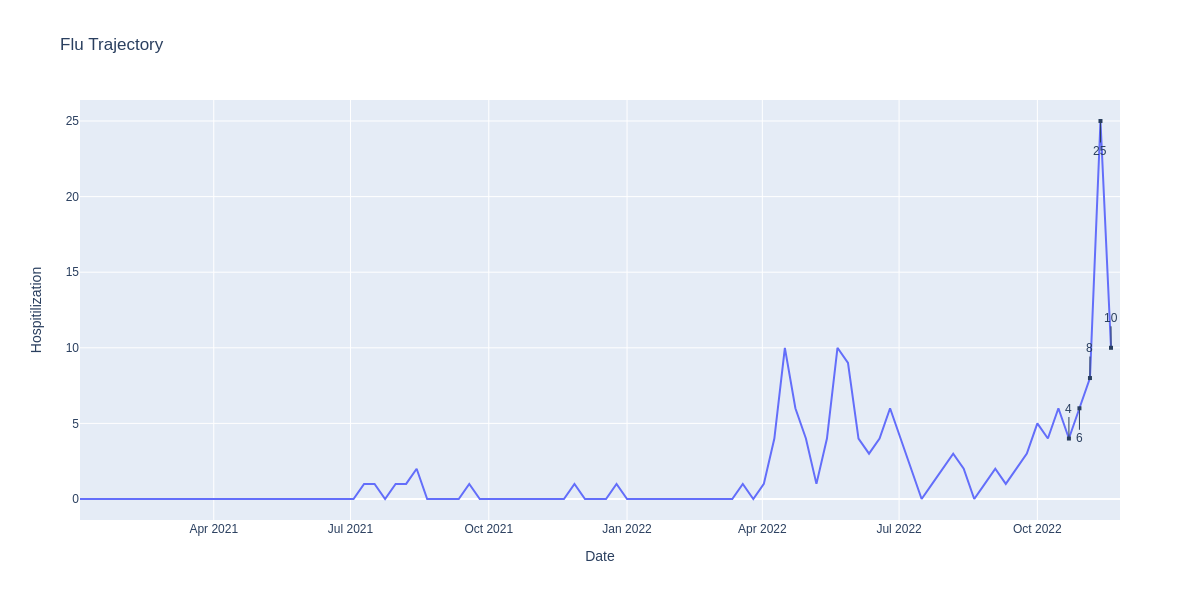 Flu Trajectory
Hospitilization
25
20
15
10
5
0
25
10
8
4
6
Apr 2021
Jul 2021
Oct 2021
Jan 2022
Apr 2022
Jul 2022
Oct 2022
Date